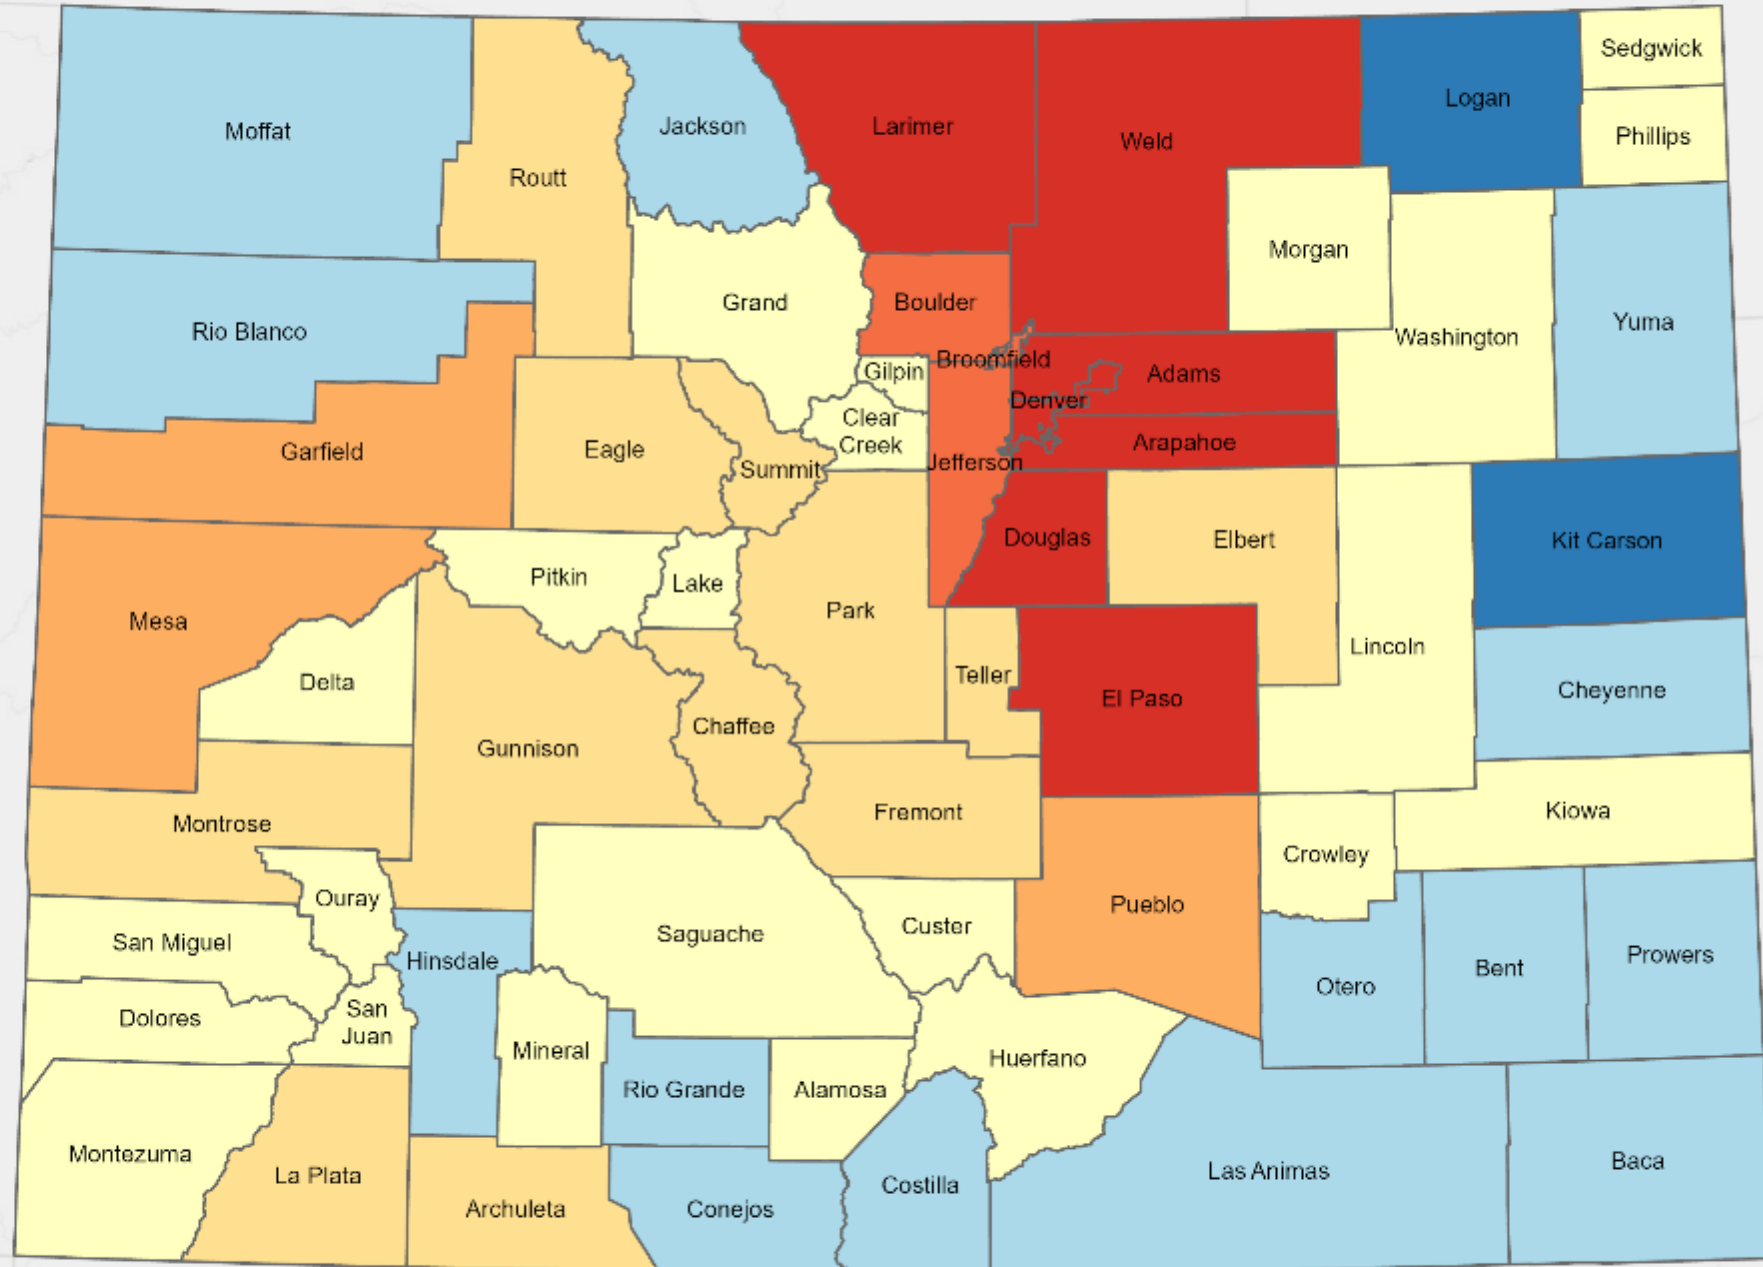 Sedgwick
Logan
Moffat
Jackson
Larimer
Weld
Phillips
Routt
Morgan
Grand
Boulder
Yuma
Rio Blanco
Washington
Broomfield
Gilpin
Adams
Denver
Clear
Creek
Arapahoe
Garfield
Eagle
Summit
Jefferson
Douglas
Elbert
Kit Carson
Pitkin
Lake
Park
Mesa
Lincoln
Delta
Teller
Cheyenne
El Paso
Chaffee
Gunnison
Fremont
Kiowa
Montrose
Crowley
Ouray
Pueblo
Custer
Saguache
San Miguel
Hinsdale
Prowers
Bent
Otero
San
Juan
Dolores
Mineral
Huerfano
Rio Grande
Alamosa
Montezuma
Baca
Las Animas
La Plata
Costilla
Archuleta
Conejos